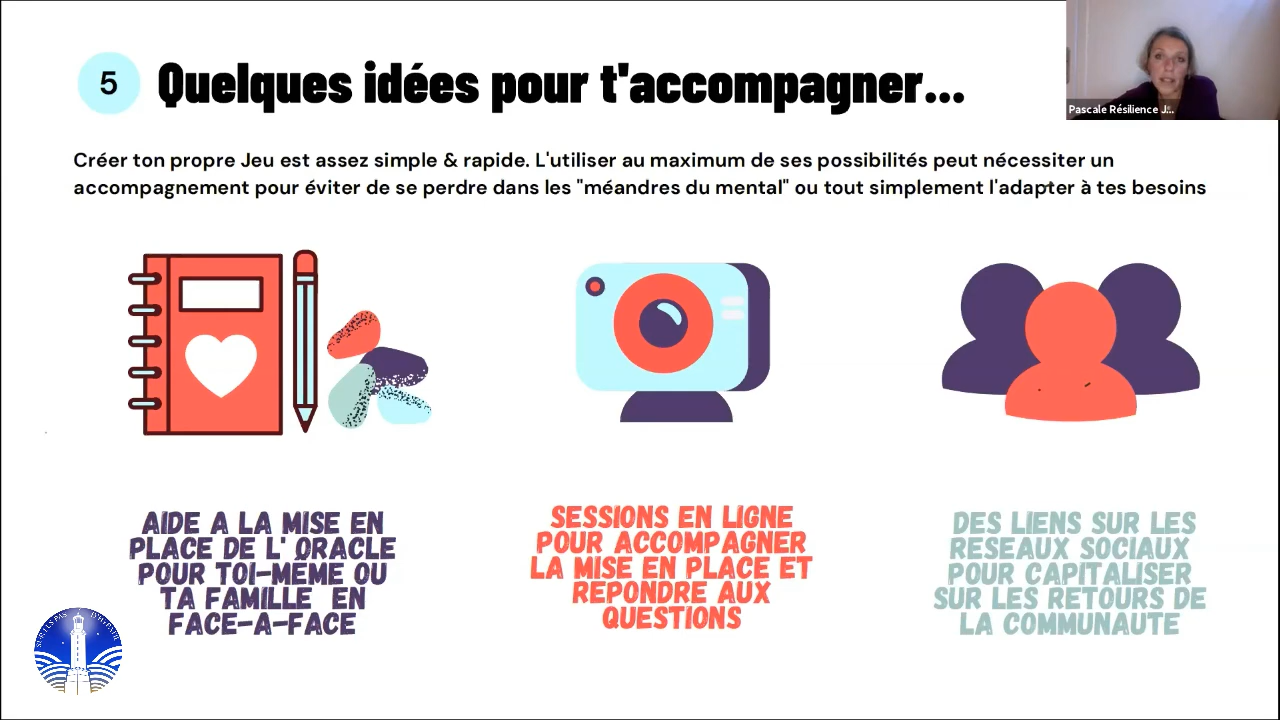 5
Quelques idées pour t'accompagner...
Pascale Résilience J...
Créer ton propre Jeu est assez simple & rapide. L'utiliser au maximum de ses possibilités peut nécessiter un
accompagnement pour éviter de se perdre dans les "méandres du mental" ou tout simplement l'adapter à tes besoins
AIDE A LA MISE EN
PLACE DE L' ORACLE
POUR TOI-MÊME OU
TA FAMILLE EN
FACE-A-FACE
SESSIONS EN LIGNE
POUR ACCOMPAGNER
LA MISE EN PLACE ET
REPONDRE AUX
QUESTIONS
DES LIENS SUR LES
RESEAUX SOCIAUX
POUR CAPITALISER
SUR LES RETOURS DE
LA COMMUNAUTE